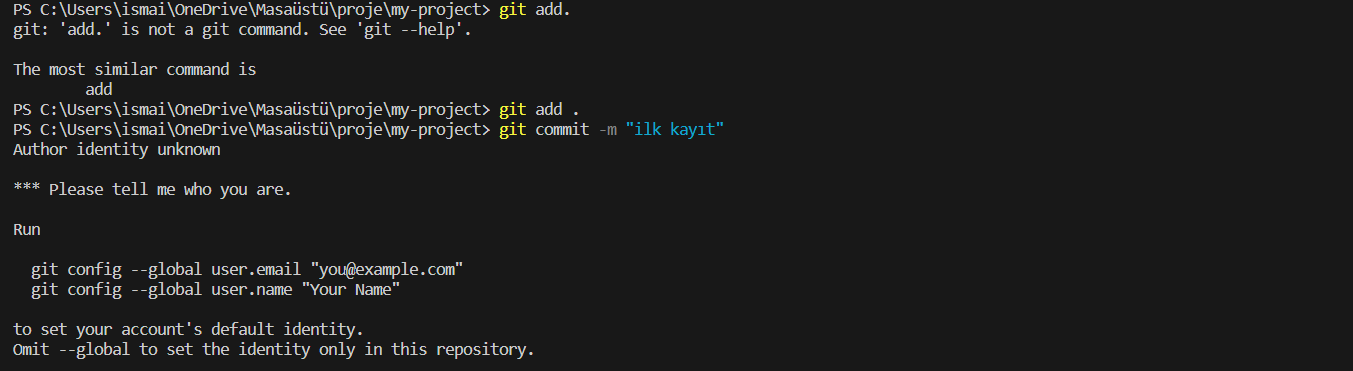 PS C:\Users\ismai\OneDrive\Masaüstü\proje\my-project> git add.
git: 'add.' is not a git command. See 'git --help'.
The most similar command is
add
PS C:\Users\ismai\OneDrive\Masaüstü\proje\my-project> git add .
PS C:\Users\ismai\OneDrive\Masaüstü\proje\my-project> git commit -m "ilk kayıt"
Author identity unknown
*** Please tell me who you are.
Run
git config --global user.email "you@example.com"
git config --global user.name "Your Name"
to set your account's default identity.
Omit --global to set the identity only in this repository.